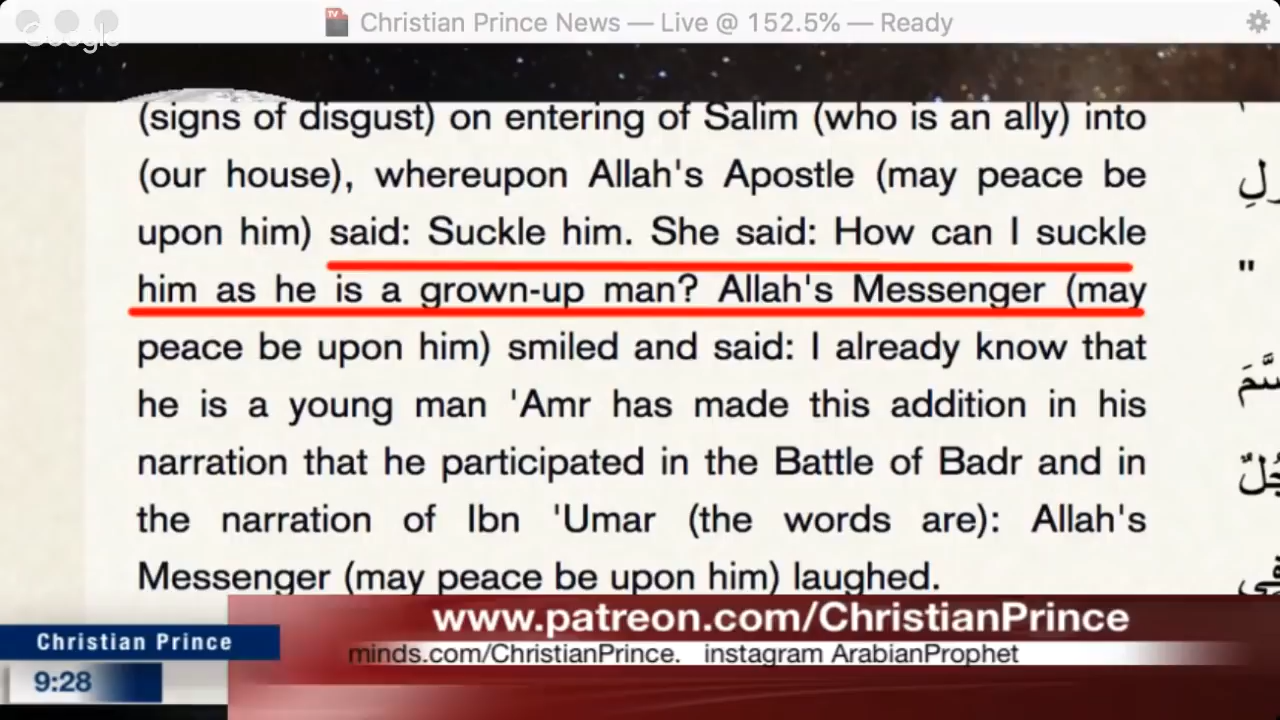 Christian Prince News — Live @ 152.5% — Ready
Google
(signs of disgust) on entering of Salim (who is an ally) into
(our house), whereupon Allah's Apostle (may peace be
upon him) said: Suckle him. She said: How can I suckle
him as he is a grown-up man? Allah's Messenger (may
peace be upon him) smiled and said: I already know that
he is a young man 'Amr has made this addition in his
narration that he participated in the Battle of Badr and in
the narration of Ibn 'Umar (the words are): Allah's
Messenger (may peace be upon him) laughed.
www.patreon.com/ChristianPrince
Christian Prince
minds.com/ChristianPrince. instagram ArabianProphet
9:28